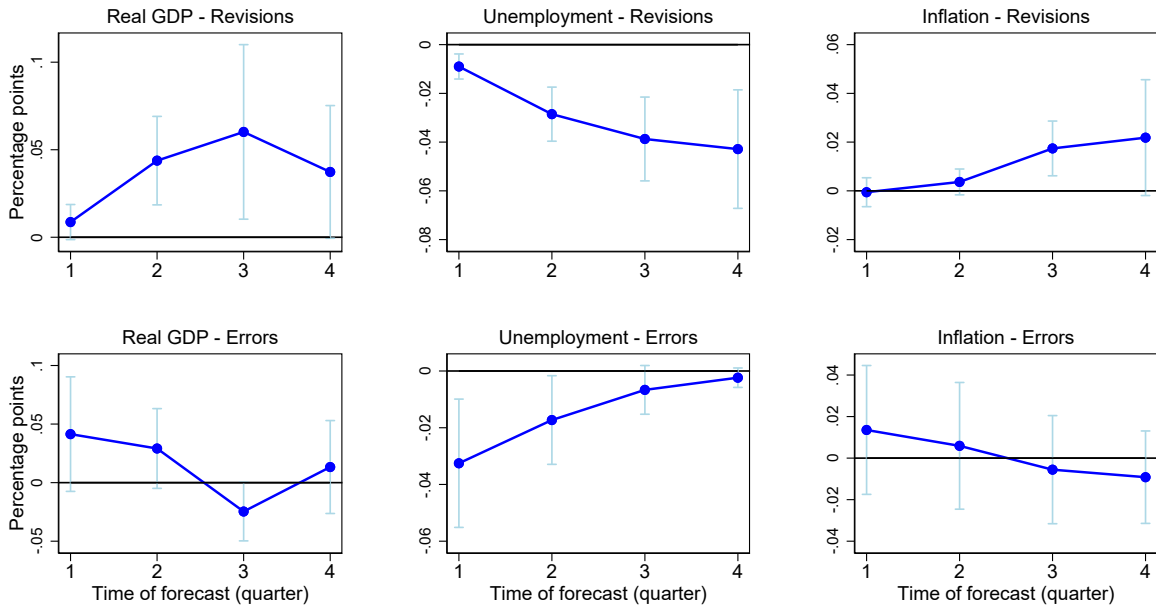 Real GDP - Revisions
Unemployment - Revisions
Inflation - Revisions
Percentage points
.1
.05
0
1 2 3 4
0
-.02
-.04
-.06
-.08
1 2 3 4
.06
.04
.02
0
-.02
1 2 3 4
Real GDP - Errors
Unemployment - Errors
Inflation - Errors
Percentage points
.1
.05
0
-.05
1 2 3 4
Time of forecast (quarter)
0
-.02
-.04
-.06
1 2 3 4
Time of forecast (quarter)
.04
.02
0
-.02
-.04
1 2 3 4
Time of forecast (quarter)